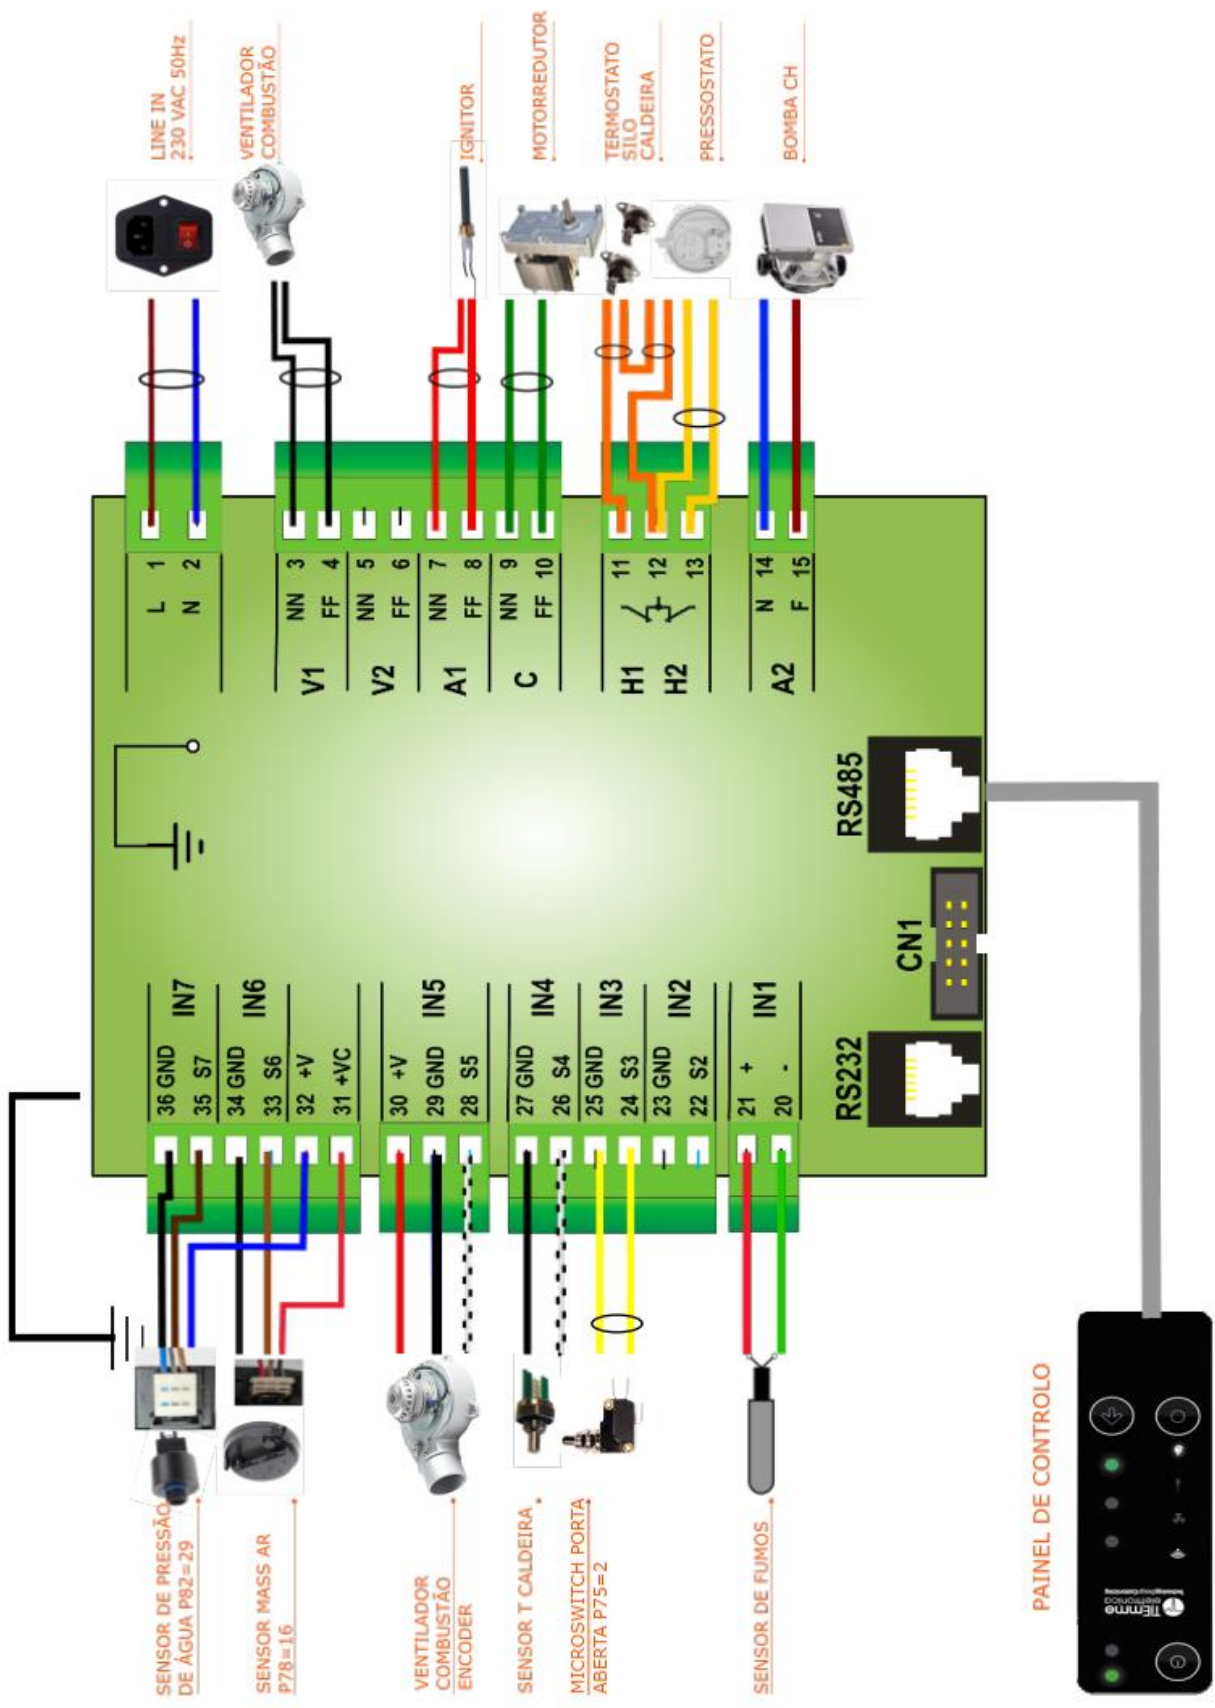 LINE IN
230 VAC 50Hz
VENTILADOR
COMBUSTÃO
IGNITOR
MOTORREDUTOR
TERMOSTATO
SILO
CALDEIRA
PRESSOSTATO
BOMBA CH
L 1
N 2
V1
NN 3
FF 4
V2
NN 5
FF 6
A1
NN 7
FF 8
C
NN 9
FF 10
H1
H2
11
12
13
A2
N 14
F 15
RS485
CN1
RS232
IN7
36 GND
35 S7
IN6
34 GND
33 S6
32 +V
31 +VC
IN5
30 +V
29 GND
28 S5
IN4
27 GND
26 S4
IN3
25 GND
24 S3
IN2
23 GND
22 S2
IN1
21 +
20 -
SENSOR DE PRESSÃO
DE ÁGUA P82=29
SENSOR MASS AR
P78=16
VENTILADOR
COMBUSTÃO
ENCODER
SENSOR T CALDEIRA
MICROSWITCH PORTA
ABERTA P75=2
SENSOR DE FUMOS
PAINEL DE CONTROLO
TiEmme
elettronica